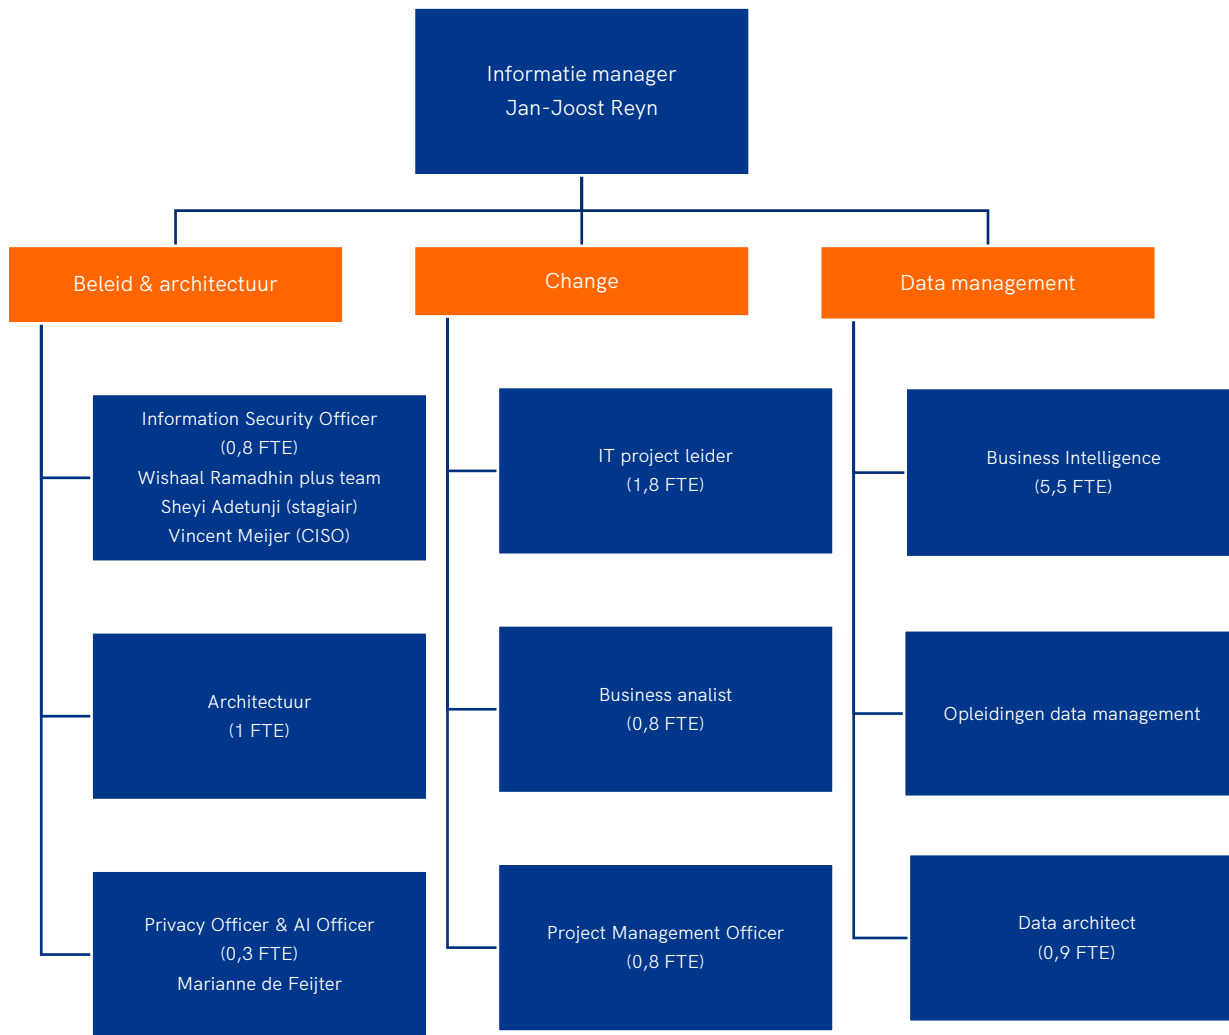 Informatie manager
Jan-Joost Reyn
Beleid & architectuur
Change
Data management
Information Security Officer
(0,8 FTE)
Wishaal Ramadhin plus team
Sheyi Adetunji (stagiair)
Vincent Meijer (CISO)
IT project leider
(1,8 FTE)
Business Intelligence
(5,5 FTE)
Architectuur
(1 FTE)
Business analist
(0,8 FTE)
Opleidingen data management
Privacy Officer & AI Officer
(0,3 FTE)
Marianne de Feijter
Project Management Officer
(0,8 FTE)
Data architect
(0,9 FTE)